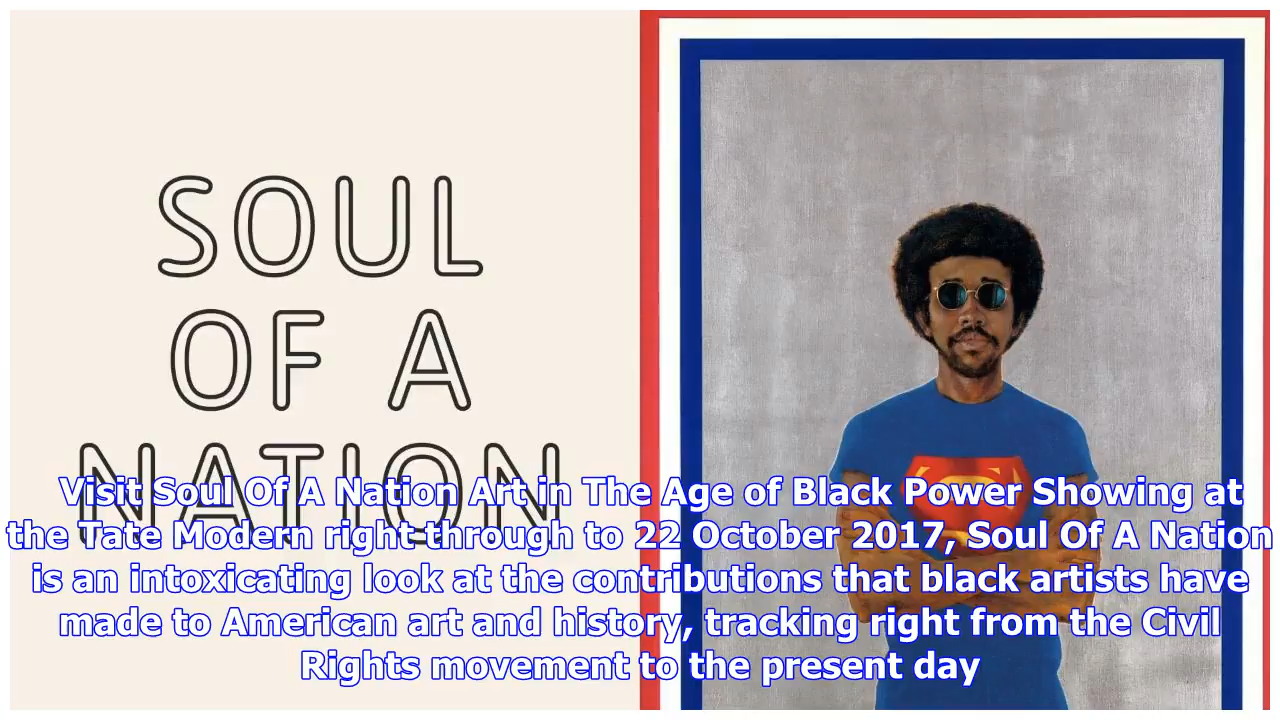 SOUL
OF A
NATION
Visit Soul Of A Nation Art in The Age of Black Power Showing at
the Tate Modern right through to 22 October 2017, Soul Of A Nation
is an intoxicating look at the contributions that black artists have
made to American art and history, tracking right from the Civil
Rights movement to the present day